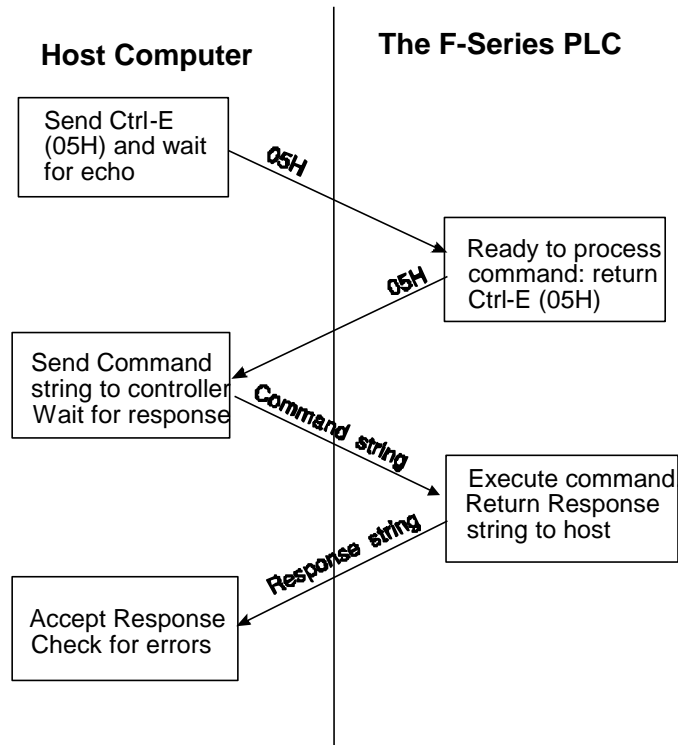 Host Computer
The F-Series PLC
Send Ctrl-E
(05H) and wait
for echo
05H
Ready to process
command: return
Ctrl-E (05H)
05H
Send Command
string to controller
Wait for response
Command string
Execute command
Return Response
string to host
Response string
Accept Response
Check for errors